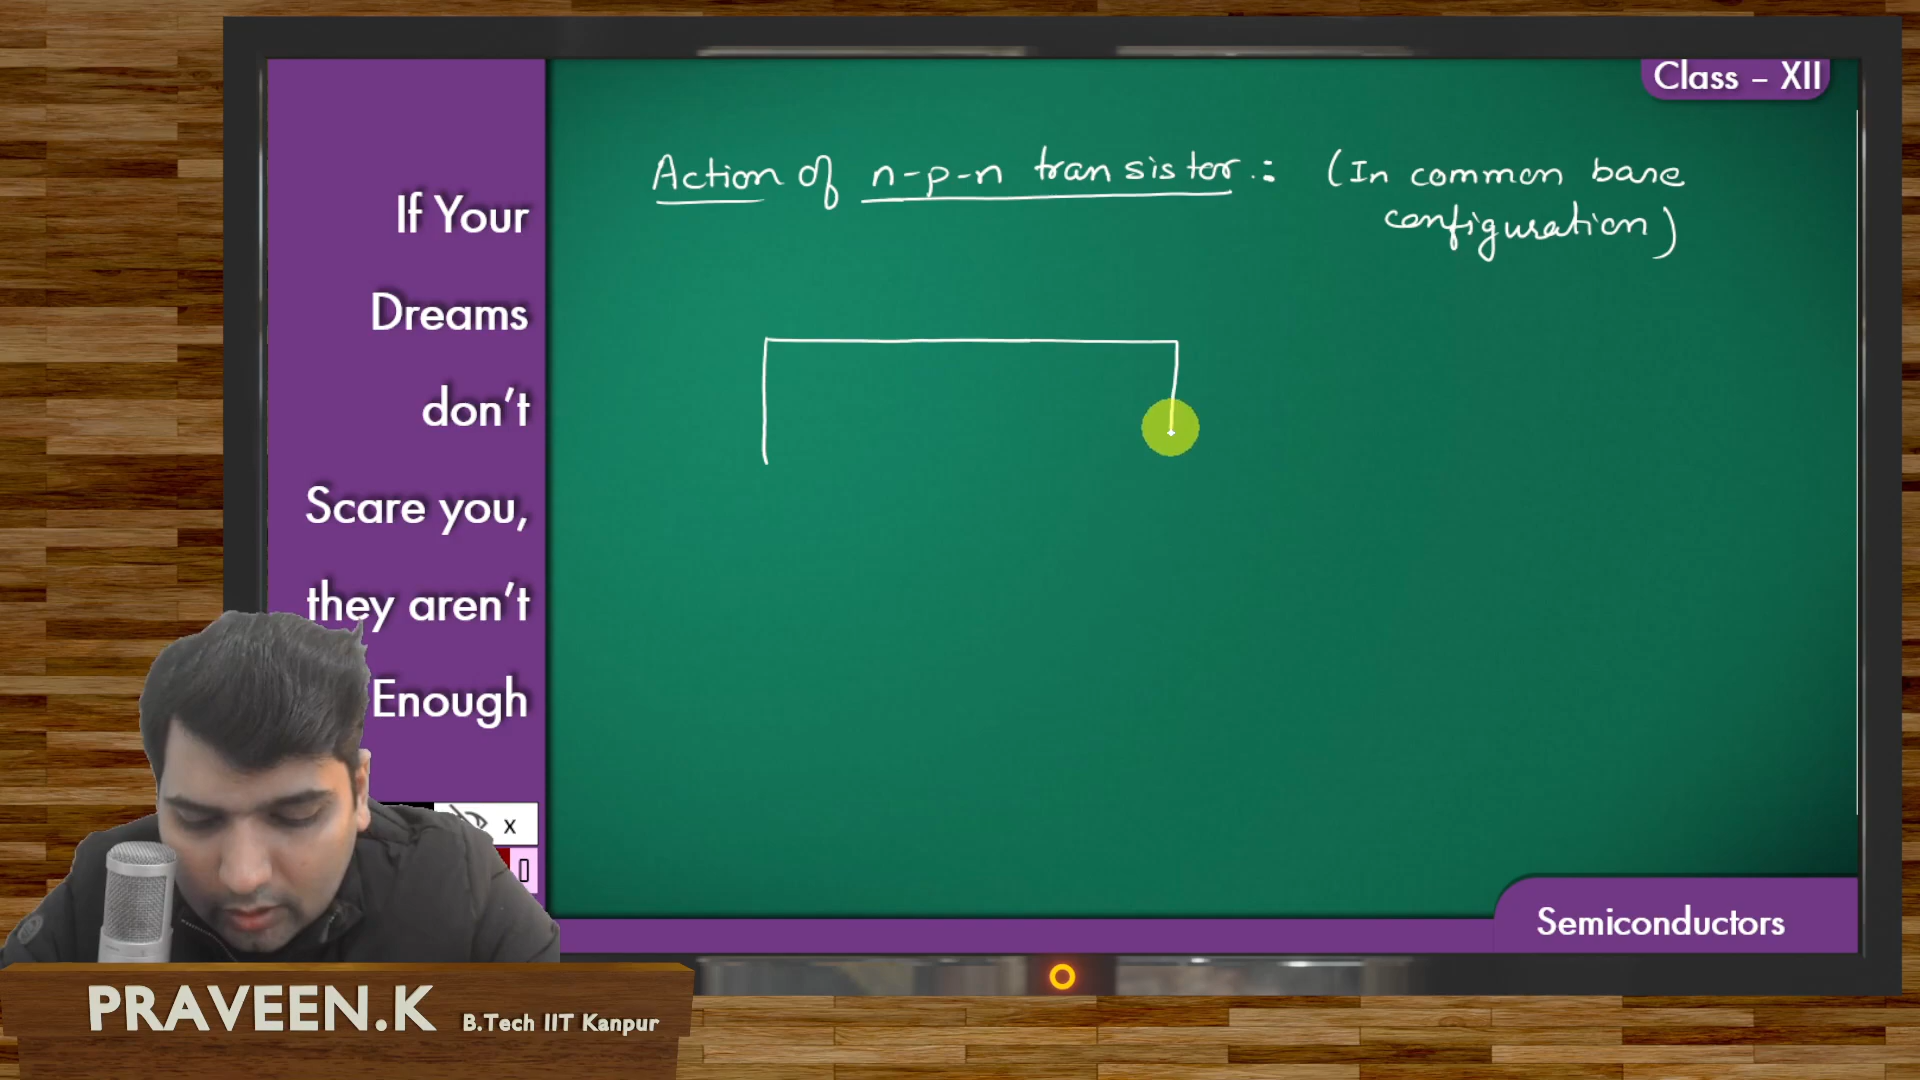 Class – XII
Action of n-p-n transistor :- (In common base
configuration)
If Your
Dreams
don't
Scare you,
they aren't
Enough
x
Semiconductors
PRAVEEN.K B.Tech IIT Kanpur